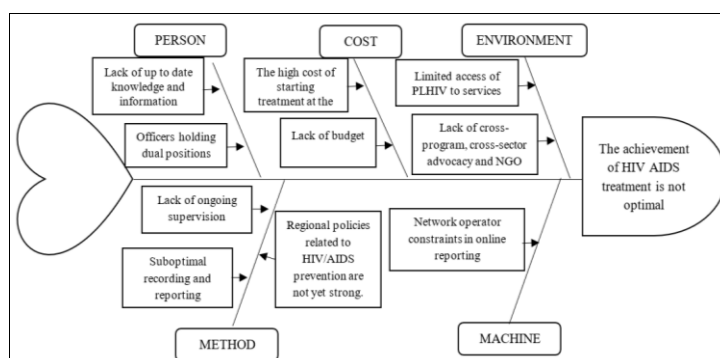 PERSON
COST
ENVIRONMENT
Lack of up to date
knowledge and
information
The high cost of
starting
treatment at the
Limited access of
PLHIV to services
Officers holding
dual positions
Lack of budget
Lack of cross-
program, cross-sector
advocacy and NGO
The achievement
of HIV AIDS
treatment is not
optimal
Lack of ongoing
supervision
Regional policies
related to
HIV/AIDS
prevention are
not yet strong.
Network operator
constraints in online
reporting
Suboptimal
recording and
reporting
METHOD
MACHINE